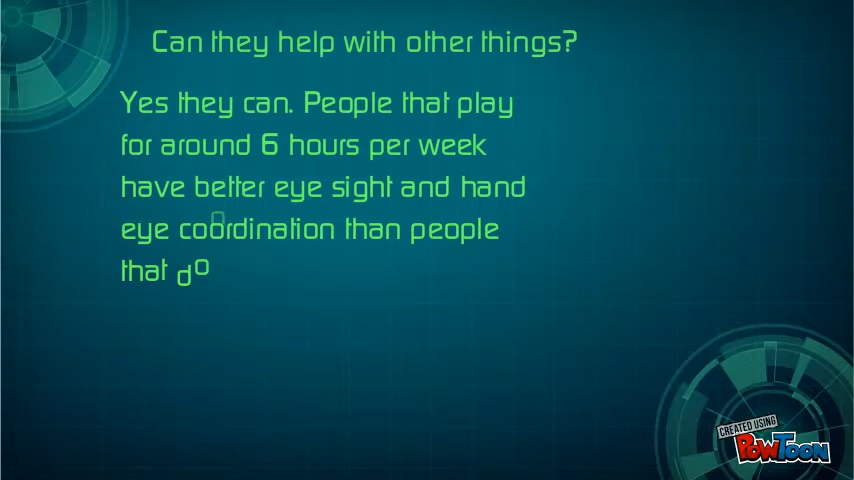 Can they help with other things?
Yes they can. People that play
for around 6 hours per week
have better eye sight and hand
eye coordination than people
that do
CREATED USING
PowToon